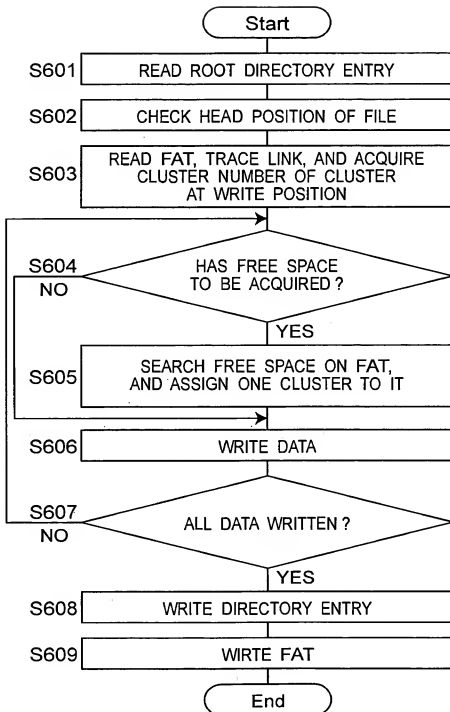 Start
S601
READ ROOT DIRECTORY ENTRY
S602
CHECK HEAD POSITION OF FILE
S603
READ FAT, TRACE LINK, AND ACQUIRE
CLUSTER NUMBER OF CLUSTER
AT WRITE POSITION
S604
NO
HAS FREE SPACE
TO BE ACQUIRED?
YES
S605
SEARCH FREE SPACE ON FAT,
AND ASSIGN ONE CLUSTER TO IT
S606
WRITE DATA
S607
NO
ALL DATA WRITTEN?
YES
S608
WRITE DIRECTORY ENTRY
S609
WIRTE FAT
End